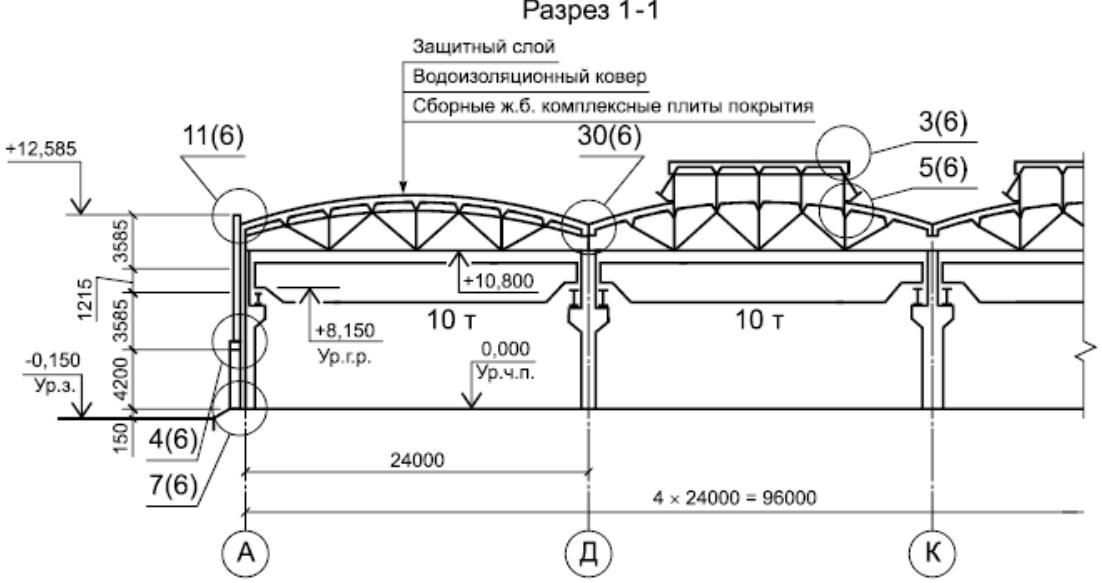 Разрез 1-1
Защитный слой
Водоизоляционный ковер
Сборные ж.б. комплексные плиты покрытия
11(6)
30(6)
3(6)
5(6)
+12,585
3585
1215
3585
4200
150
+10,800
10 т
10 т
+8,150
Ур.г.р.
0,000
Ур.ч.п.
-0,150
Ур.з.
4(6)
7(6)
24000
4 × 24000 = 96000
А
Д
К